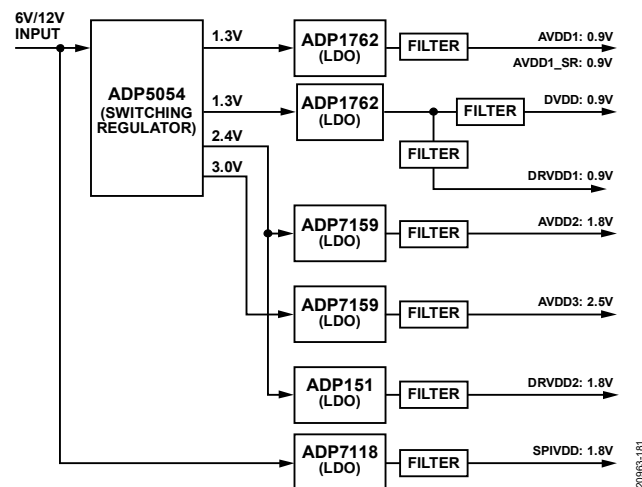 6V/12V
INPUT
1.3V
ADP1762
(LDO)
FILTER
AVDD1: 0.9V
AVDD1_SR: 0.9V
ADP5054
(SWITCHING
REGULATOR)
1.3V
ADP1762
(LDO)
FILTER
DVDD: 0.9V
2.4V
FILTER
3.0V
DRVDD1: 0.9V
ADP7159
(LDO)
FILTER
AVDD2: 1.8V
ADP7159
(LDO)
FILTER
AVDD3: 2.5V
ADP151
(LDO)
FILTER
DRVDD2: 1.8V
ADP7118
(LDO)
FILTER
SPIVDD: 1.8V
20963-181